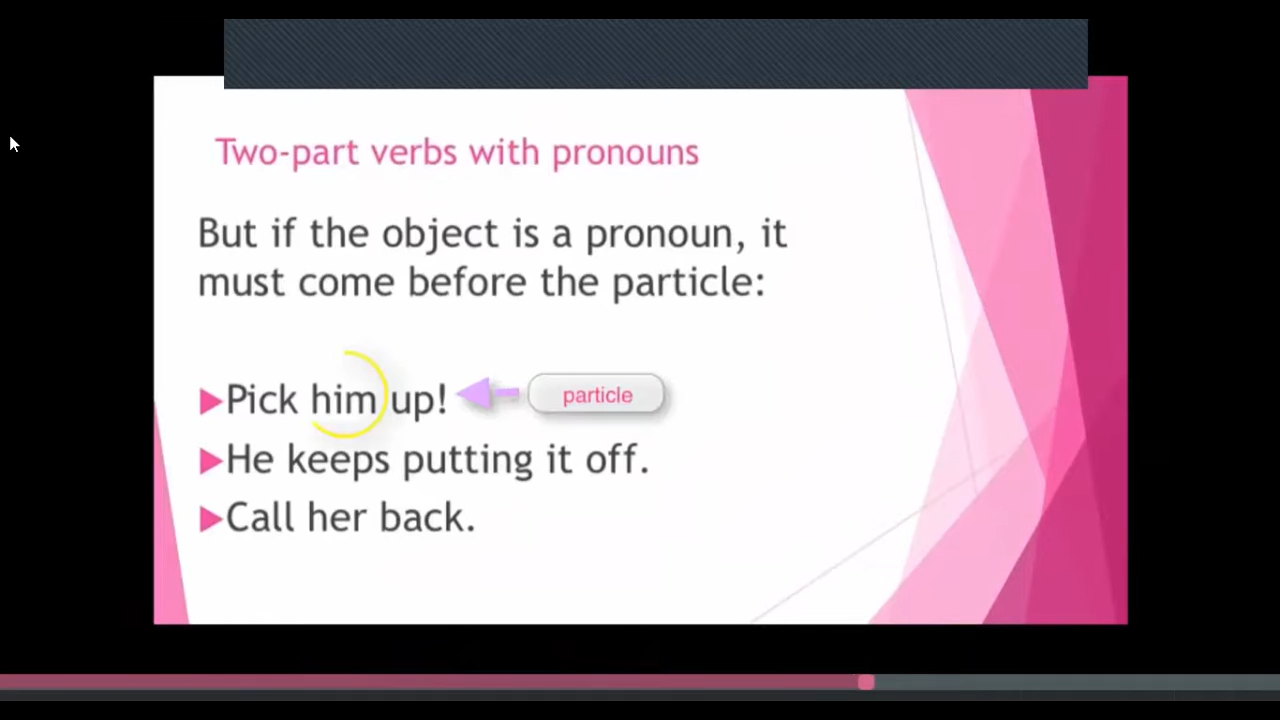 Two-part verbs with pronouns
But if the object is a pronoun, it
must come before the particle:
Pick him up!
particle
He keeps putting it off.
Call her back.